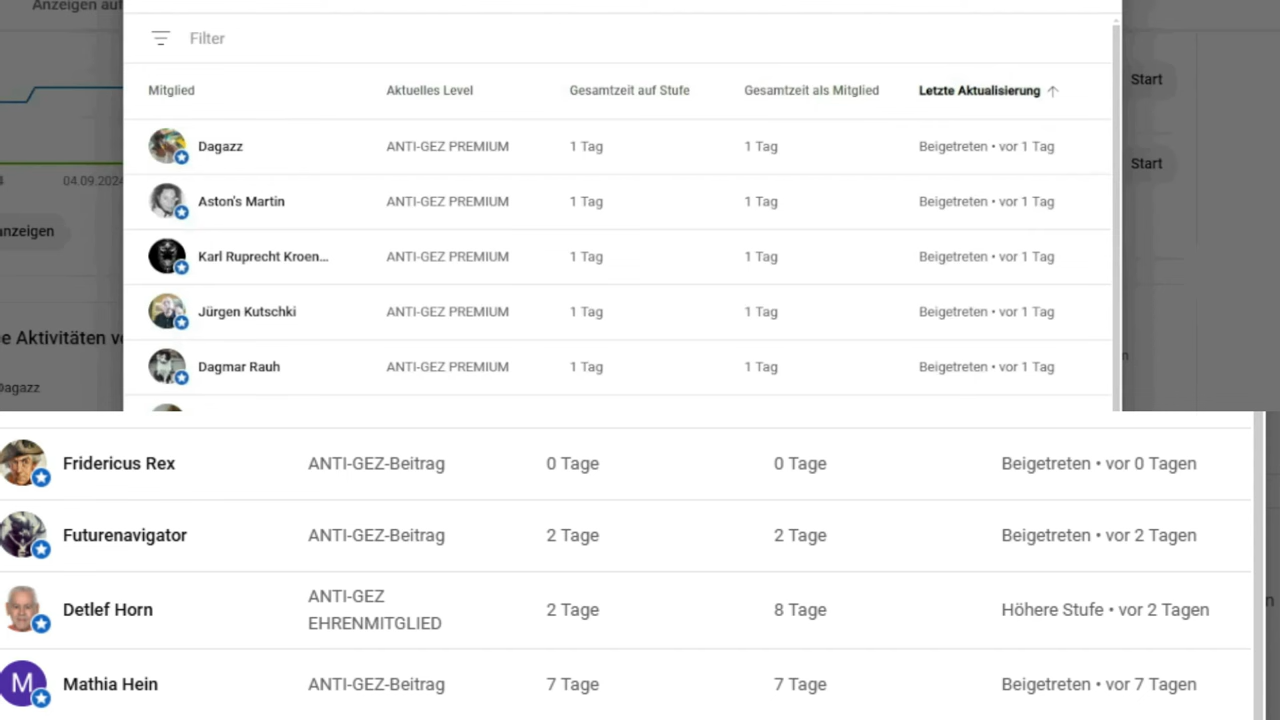 Anzeigen auf
Filter
Mitglied Aktuelles Level Gesamtzeit auf Stufe Gesamtzeit als Mitglied Letzte Aktualisierung
Start
Dagazz ANTI-GEZ PREMIUM 1 Tag 1 Tag Beigetreten • vor 1 Tag
Start
04.09.2024
Aston's Martin ANTI-GEZ PREMIUM 1 Tag 1 Tag Beigetreten • vor 1 Tag
anzeigen
Karl Ruprecht Kroen... ANTI-GEZ PREMIUM 1 Tag 1 Tag Beigetreten • vor 1 Tag
Jürgen Kutschki ANTI-GEZ PREMIUM 1 Tag 1 Tag Beigetreten • vor 1 Tag
e Aktivitäten v
Dagmar Rauh ANTI-GEZ PREMIUM 1 Tag 1 Tag Beigetreten • vor 1 Tag
Dagazz
Fridericus Rex ANTI-GEZ-Beitrag 0 Tage 0 Tage Beigetreten • vor 0 Tagen
Futurenavigator ANTI-GEZ-Beitrag 2 Tage 2 Tage Beigetreten • vor 2 Tagen
Detlef Horn ANTI-GEZ EHRENMITGLIED 2 Tage 8 Tage Höhere Stufe • vor 2 Tagen
M Mathia Hein ANTI-GEZ-Beitrag 7 Tage 7 Tage Beigetreten • vor 7 Tagen